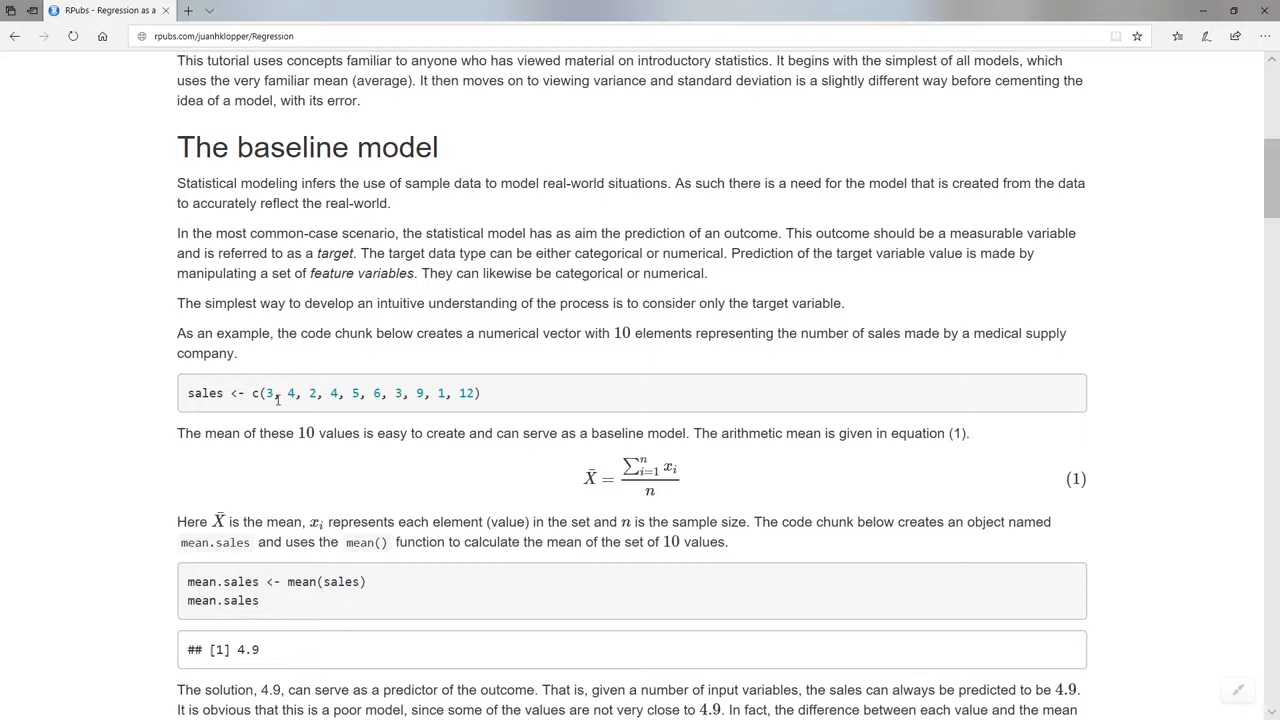 RPubs - Regression as a
rpubs.com/juanhklopper/Regression
This tutorial uses concepts familiar to anyone who has viewed material on introductory statistics. It begins with the simplest of all models, which
uses the very familiar mean (average). It then moves on to viewing variance and standard deviation is a slightly different way before cementing the
idea of a model, with its error.
The baseline model
Statistical modeling infers the use of sample data to model real-world situations. As such there is a need for the model that is created from the data
to accurately reflect the real-world.
In the most common-case scenario, the statistical model has as aim the prediction of an outcome. This outcome should be a measurable variable
and is referred to as a target. The target data type can be either categorical or numerical. Prediction of the target variable value is made by
manipulating a set of feature variables. They can likewise be categorical or numerical.
The simplest way to develop an intuitive understanding of the process is to consider only the target variable.
As an example, the code chunk below creates a numerical vector with 10 elements representing the number of sales made by a medical supply
company.
sales <- c(3, 4, 2, 4, 5, 6, 3, 9, 1, 12)
The mean of these 10 values is easy to create and can serve as a baseline model. The arithmetic mean is given in equation (1).
X̄ = ∑ⁿᵢ₌₁ xᵢ / n (1)
Here X̄ is the mean, xᵢ represents each element (value) in the set and n is the sample size. The code chunk below creates an object named
mean.sales and uses the mean() function to calculate the mean of the set of 10 values.
mean.sales <- mean(sales)
mean.sales
## [1] 4.9
The solution, 4.9, can serve as a predictor of the outcome. That is, given a number of input variables, the sales can always be predicted to be 4.9.
It is obvious that this is a poor model, since some of the values are not very close to 4.9. In fact, the difference between each value and the mean